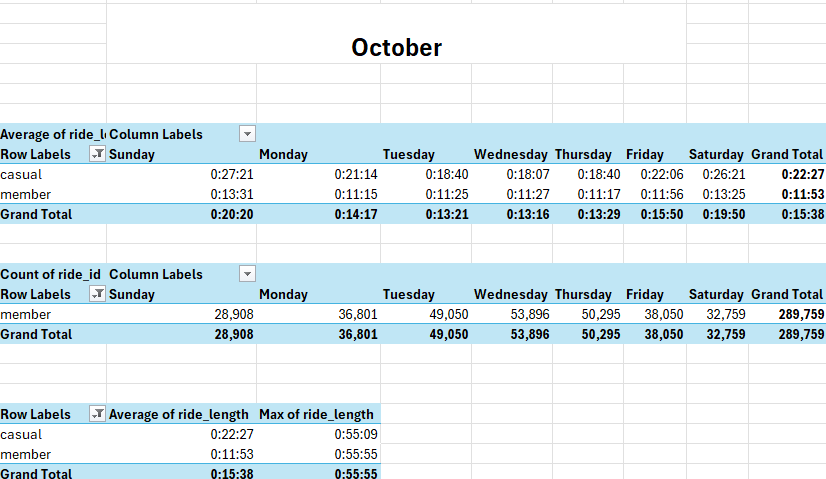 October
Average of ride_l Column Labels
Row Labels Sunday Monday Tuesday Wednesday Thursday Friday Saturday Grand Total
casual 0:27:21 0:21:14 0:18:40 0:18:07 0:18:40 0:22:06 0:26:21 0:22:27
member 0:13:31 0:11:15 0:11:25 0:11:27 0:11:17 0:11:56 0:13:25 0:11:53
Grand Total 0:20:20 0:14:17 0:13:21 0:13:16 0:13:29 0:15:50 0:19:50 0:15:38
Count of ride_id Column Labels
Row Labels Sunday Monday Tuesday Wednesday Thursday Friday Saturday Grand Total
member 28,908 36,801 49,050 53,896 50,295 38,050 32,759 289,759
Grand Total 28,908 36,801 49,050 53,896 50,295 38,050 32,759 289,759
Row Labels Average of ride_length Max of ride_length
casual 0:22:27 0:55:09
member 0:11:53 0:55:55
Grand Total 0:15:38 0:55:55